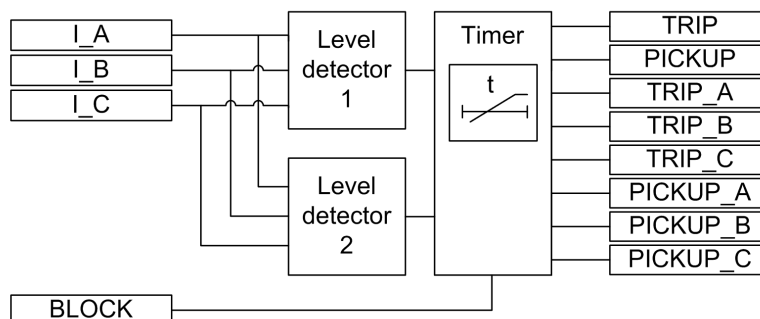 I_A
I_B
I_C
BLOCK
Level
detector
1
Level
detector
2
Timer
t
TRIP
PICKUP
TRIP_A
TRIP_B
TRIP_C
PICKUP_A
PICKUP_B
PICKUP_C